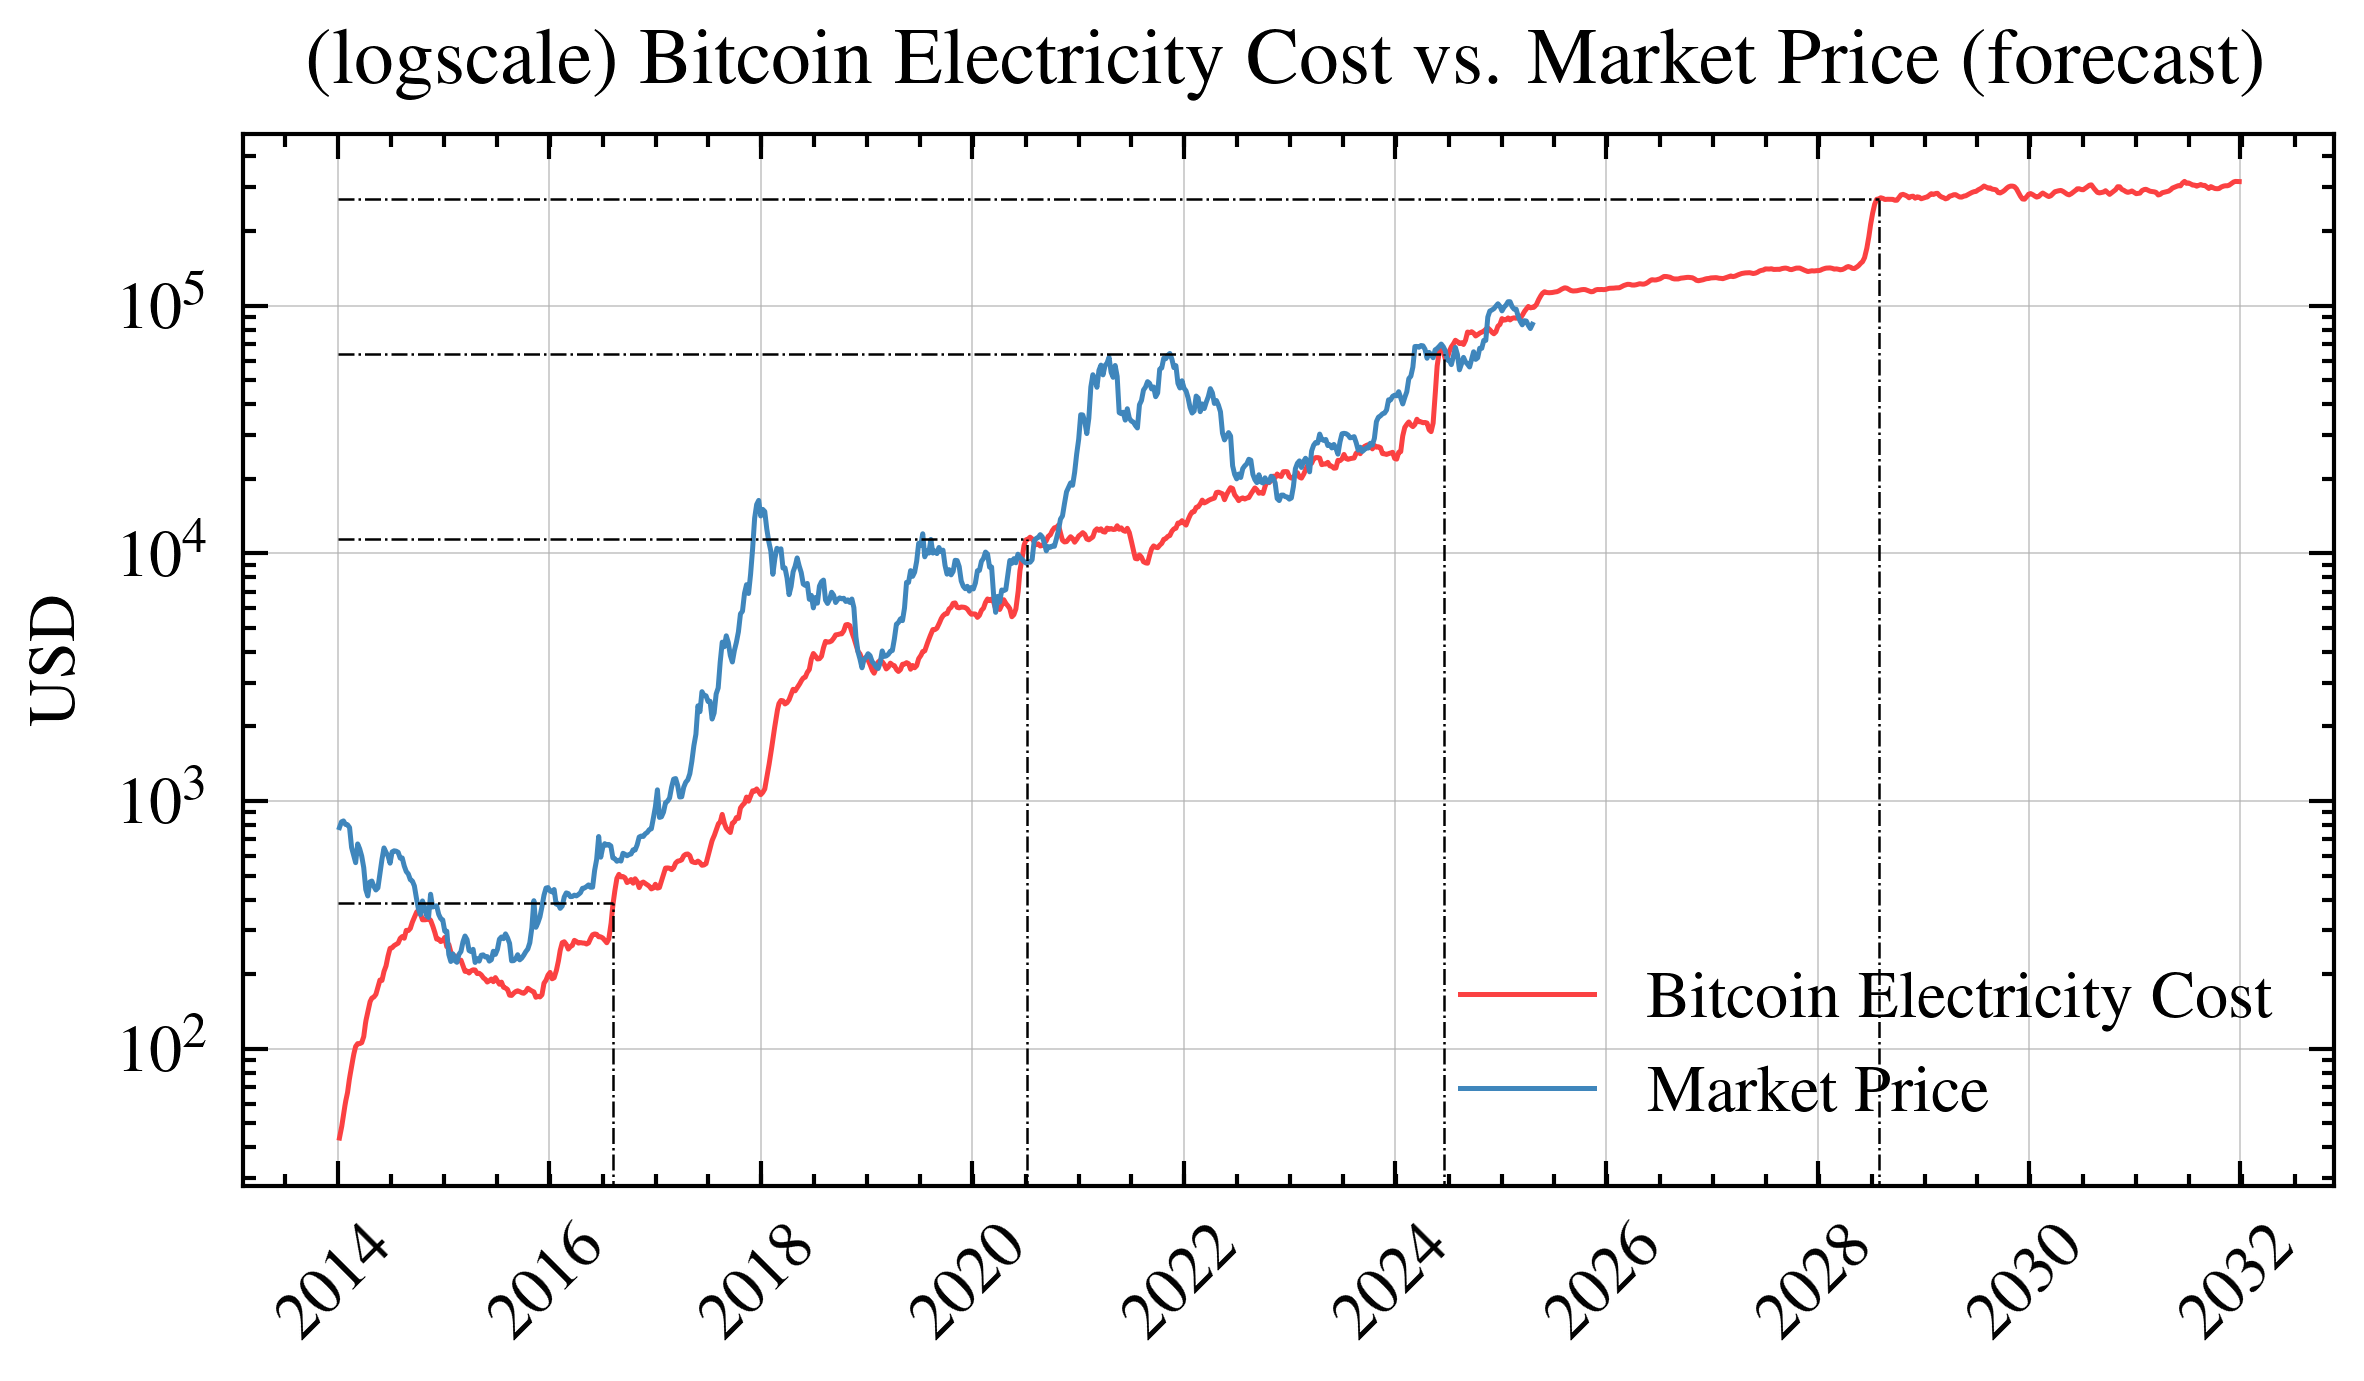 (logscale) Bitcoin Electricity Cost vs. Market Price (forecast)
USD
10^5
10^4
10^3
10^2
Bitcoin Electricity Cost
Market Price
2014 2016 2018 2020 2022 2024 2026 2028 2030 2032